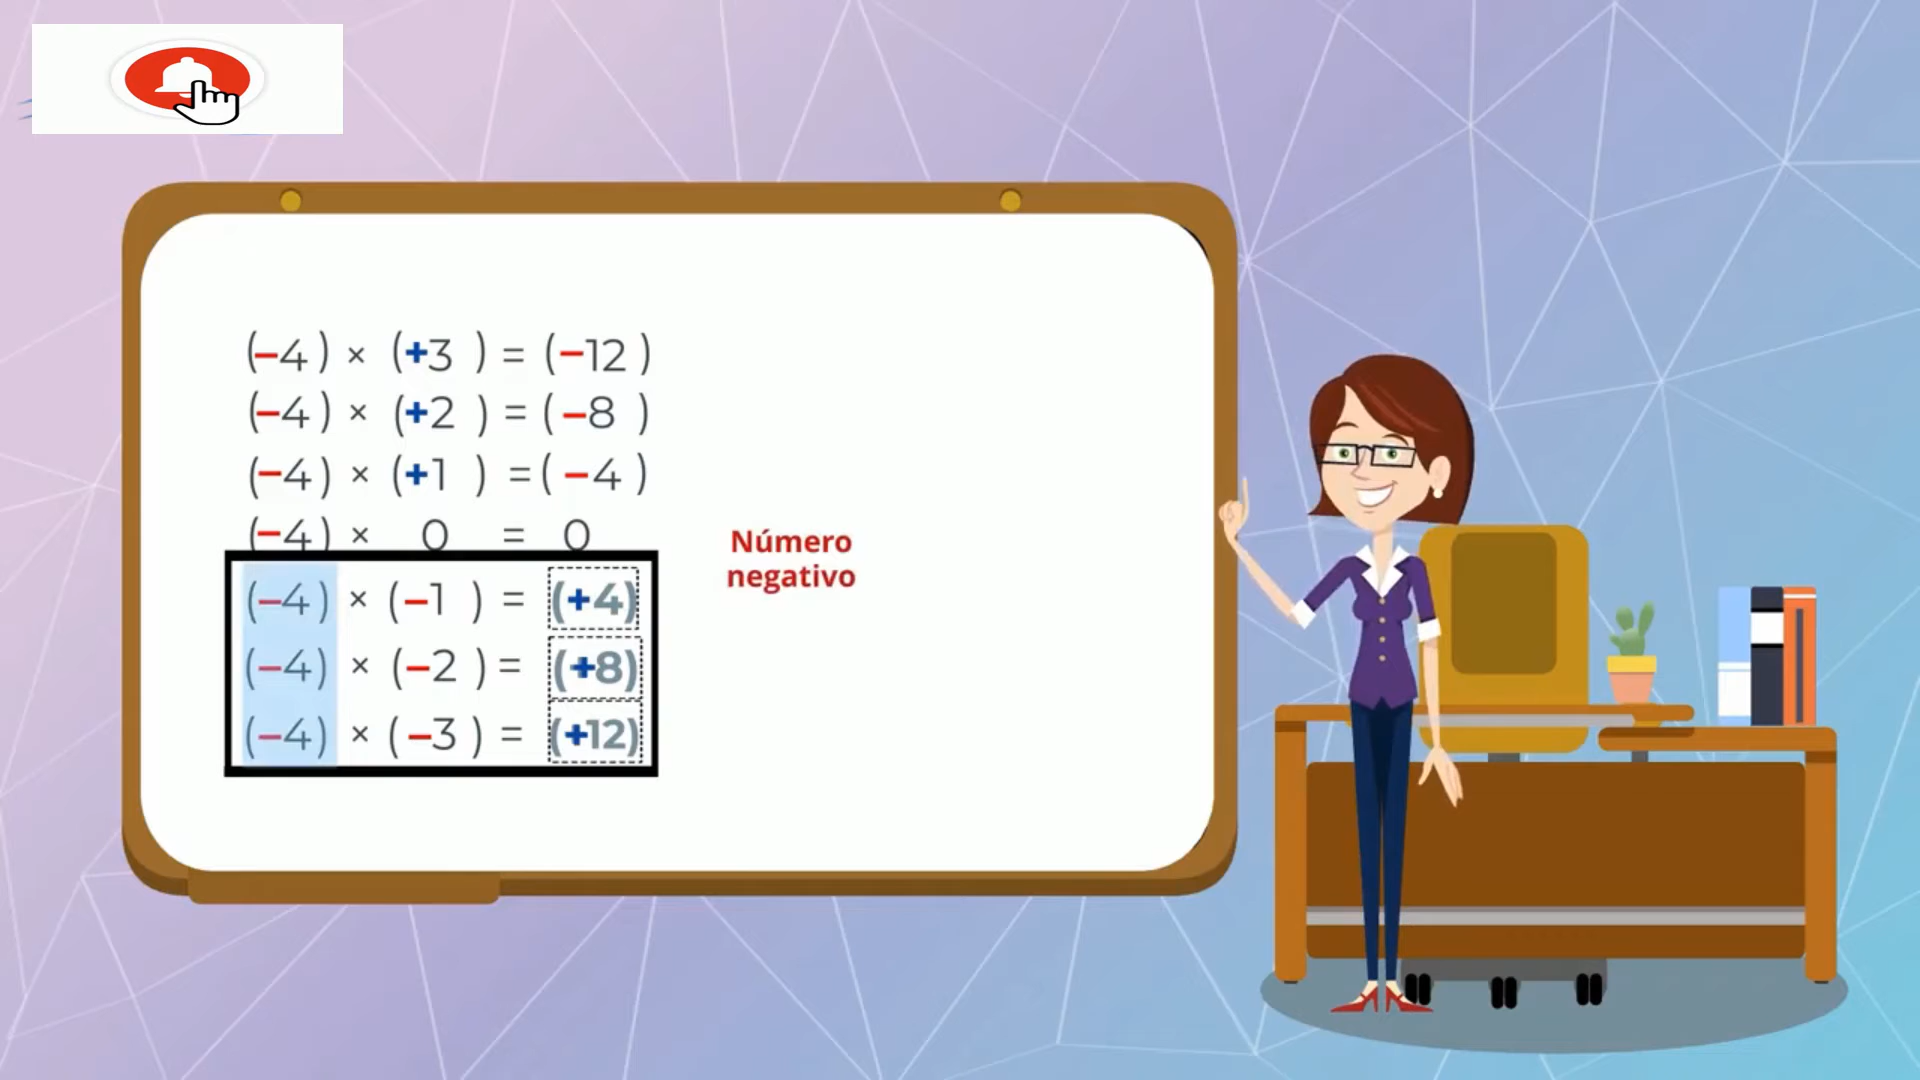 (−4) × (+3) = (−12)
(−4) × (+2) = (−8)
(−4) × (+1) = (−4)
(−4) × 0 = 0
Número
negativo
(−4) × (−1) = (+4)
(−4) × (−2) = (+8)
(−4) × (−3) = (+12)